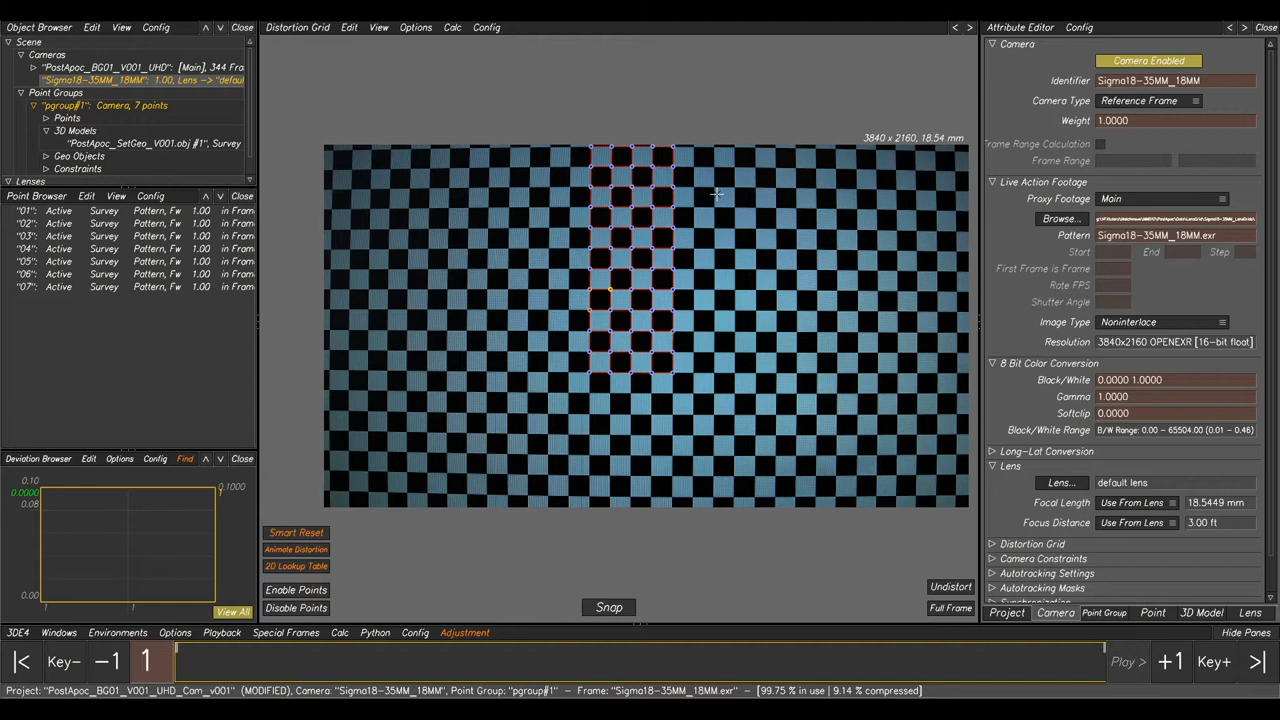 Object Browser Edit View Config Close
Scene
Cameras
"PostApoc_BG01_V001_UHD": [Main], 344 Fram
"Sigma18-35MM_18MM": 1.00, Lens -> "defaul
Point Groups
"pgroup#1": Camera, 7 points
Points
3D Models
"PostApoc_SetGeo_V001.obj #1", Survey
Geo Objects
Constraints
Lenses
Point Browser Edit View Config
"01": Active Survey Pattern, Fw 1.00 in Fram
"02": Active Survey Pattern, Fw 1.00 in Fram
"03": Active Survey Pattern, Fw 1.00 in Fram
"04": Active Survey Pattern, Fw 1.00 in Fram
"05": Active Survey Pattern, Fw 1.00 in Fram
"06": Active Survey Pattern, Fw 1.00 in Fram
"07": Active Survey Pattern, Fw 1.00 in Fram
Deviation Browser Edit Options Config Find Close
0.10
0.0000
0.08
0.1000
1
0.00
1 1
View All
Distortion Grid Edit View Options Calc Config
3840 x 2160, 18.54 mm
Smart Reset
Animate Distortion
2D Lookup Table
Enable Points
Disable Points
Snap
Undistort
Full Frame
Attribute Editor Config Close
Camera
Camera Enabled
Identifier Sigma18-35MM_18MM
Camera Type Reference Frame
Weight 1.0000
Frame Range Calculation
Frame Range
Live Action Footage
Proxy Footage Main
Browse...
Pattern Sigma18-35MM_18MM.exr
Start End Step
First Frame is Frame
Rate FPS
Shutter Angle
Image Type Noninterlace
Resolution 3840x2160 OPENEXR [16-bit float]
8 Bit Color Conversion
Black/White 0.0000 1.0000
Gamma 1.0000
Softclip 0.0000
Black/White Range B/W Range: 0.00 - 65504.00 (0.01 - 0.46)
Long-Lat Conversion
Lens
Lens... default lens
Focal Length Use From Lens 18.5449 mm
Focus Distance Use From Lens 3.00 ft
Distortion Grid
Camera Constraints
Autotracking Settings
Autotracking Masks
Synchronization
Project Camera Point Group Point 3D Model Lens
3DE4 Windows Environments Options Playback Special Frames Calc Python Config Adjustment Hide Panes
|< Key- -1 1 Play > +1 Key+ >|
Project: "PostApoc_BG01_V001_UHD_Cam_v001" (MODIFIED), Camera: "Sigma18-35MM_18MM", Point Group: "pgroup#1" - Frame: "Sigma18-35MM_18MM.exr" - [99.75 % in use | 9.14 % compressed]